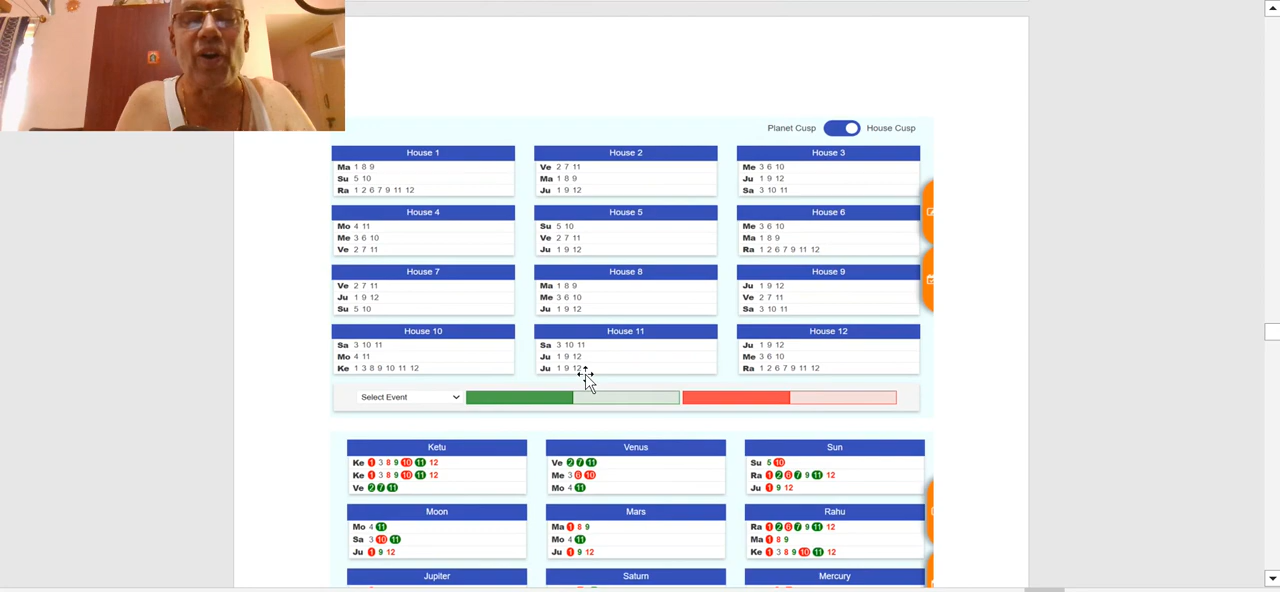 Planet Cusp House Cusp
House 1 House 2 House 3
Ma 1 8 9 Ve 2 7 11 Me 3 6 10
Su 5 10 Ma 1 8 9 Ju 1 9 12
Ra 1 2 6 7 9 11 12 Ju 1 9 12 Sa 3 10 11
House 4 House 5 House 6
Mo 4 11 Su 5 10 Me 3 6 10
Me 3 6 10 Ve 2 7 11 Ma 1 8 9
Ve 2 7 11 Ju 1 9 12 Ra 1 2 6 7 9 11 12
House 7 House 8 House 9
Ve 2 7 11 Ma 1 8 9 Ju 1 9 12
Ju 1 9 12 Me 3 6 10 Ve 2 7 11
Su 5 10 Ju 1 9 12 Sa 3 10 11
House 10 House 11 House 12
Sa 3 10 11 Sa 3 10 11 Ju 1 9 12
Mo 4 11 Ju 1 9 12 Me 3 6 10
Ke 1 3 8 9 10 11 12 Ju 1 9 12 Ra 1 2 6 7 9 11 12
Select Event
Ketu Venus Sun
Ke 1 3 8 9 10 11 12 Ve 2 7 11 Su 5 10
Ke 1 3 8 9 10 11 12 Me 3 6 10 Ra 1 2 6 7 9 11 12
Ve 2 7 11 Mo 4 11 Ju 1 9 12
Moon Mars Rahu
Mo 4 11 Ma 1 8 9 Ra 1 2 6 7 9 11 12
Sa 3 10 11 Mo 4 11 Ma 1 8 9
Ju 1 9 12 Ju 1 9 12 Ke 1 3 8 9 10 11 12
Jupiter Saturn Mercury